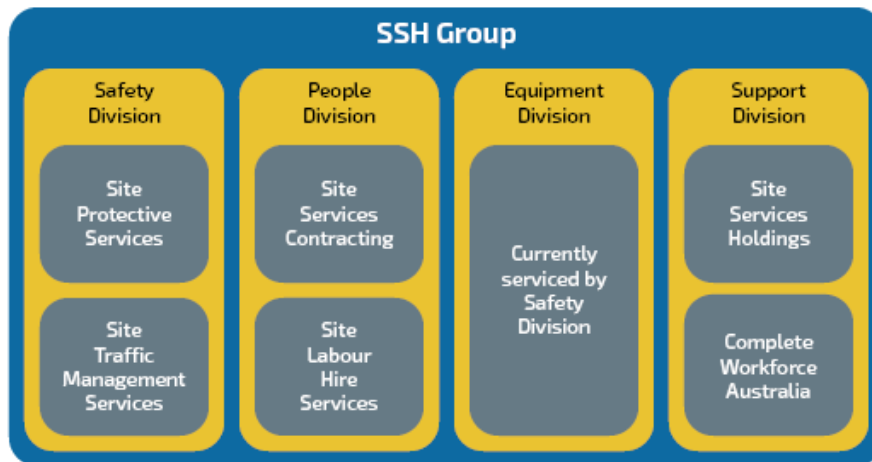 SSH Group
Safety
Division
Site
Protective
Services
Site
Traffic
Management
Services
People
Division
Site
Services
Contracting
Site
Labour
Hire
Services
Equipment
Division
Currently
serviced by
Safety
Division
Support
Division
Site
Services
Holdings
Complete
Workforce
Australia